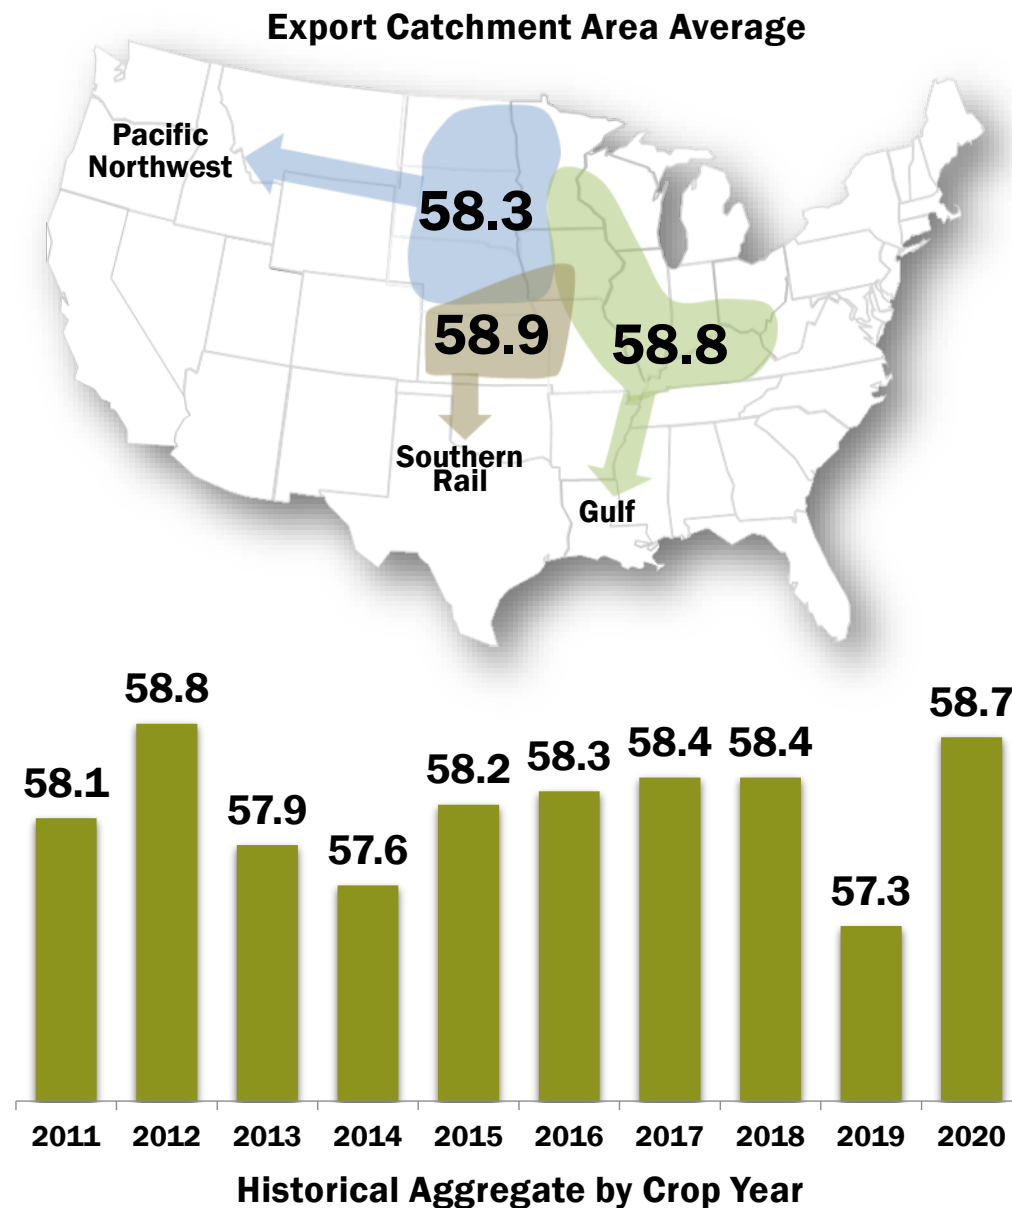 Export Catchment Area Average
Pacific
Northwest
58.3
58.9
58.8
Southern
Rail
Gulf
58.1
58.8
57.9
57.6
58.2
58.3
58.4
58.4
57.3
58.7
2011 2012 2013 2014 2015 2016 2017 2018 2019 2020
Historical Aggregate by Crop Year